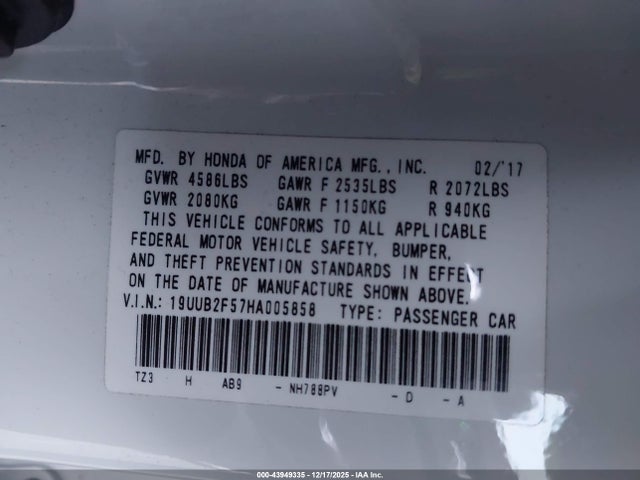 MFD. BY HONDA OF AMERICA MFG., INC. 02/'17
GVWR 4586LBS GAWR F 2535LBS R 2072LBS
GVWR 2080KG GAWR F 1150KG R 940KG
THIS VEHICLE CONFORMS TO ALL APPLICABLE
FEDERAL MOTOR VEHICLE SAFETY, BUMPER,
AND THEFT PREVENTION STANDARDS IN EFFECT
ON THE DATE OF MANUFACTURE SHOWN ABOVE.
V.I.N.: 19UUB2F57HA005858 TYPE: PASSENGER CAR
TZ3 H AB9 - NH788PV - D - A
000-43949335 - 12/17/2025 - IAA Inc.